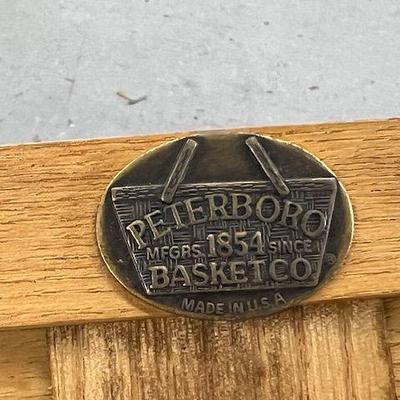 PETERBORO
MFGRS 1854 SINCE
BASKET CO.
®
MADE IN U.S.A